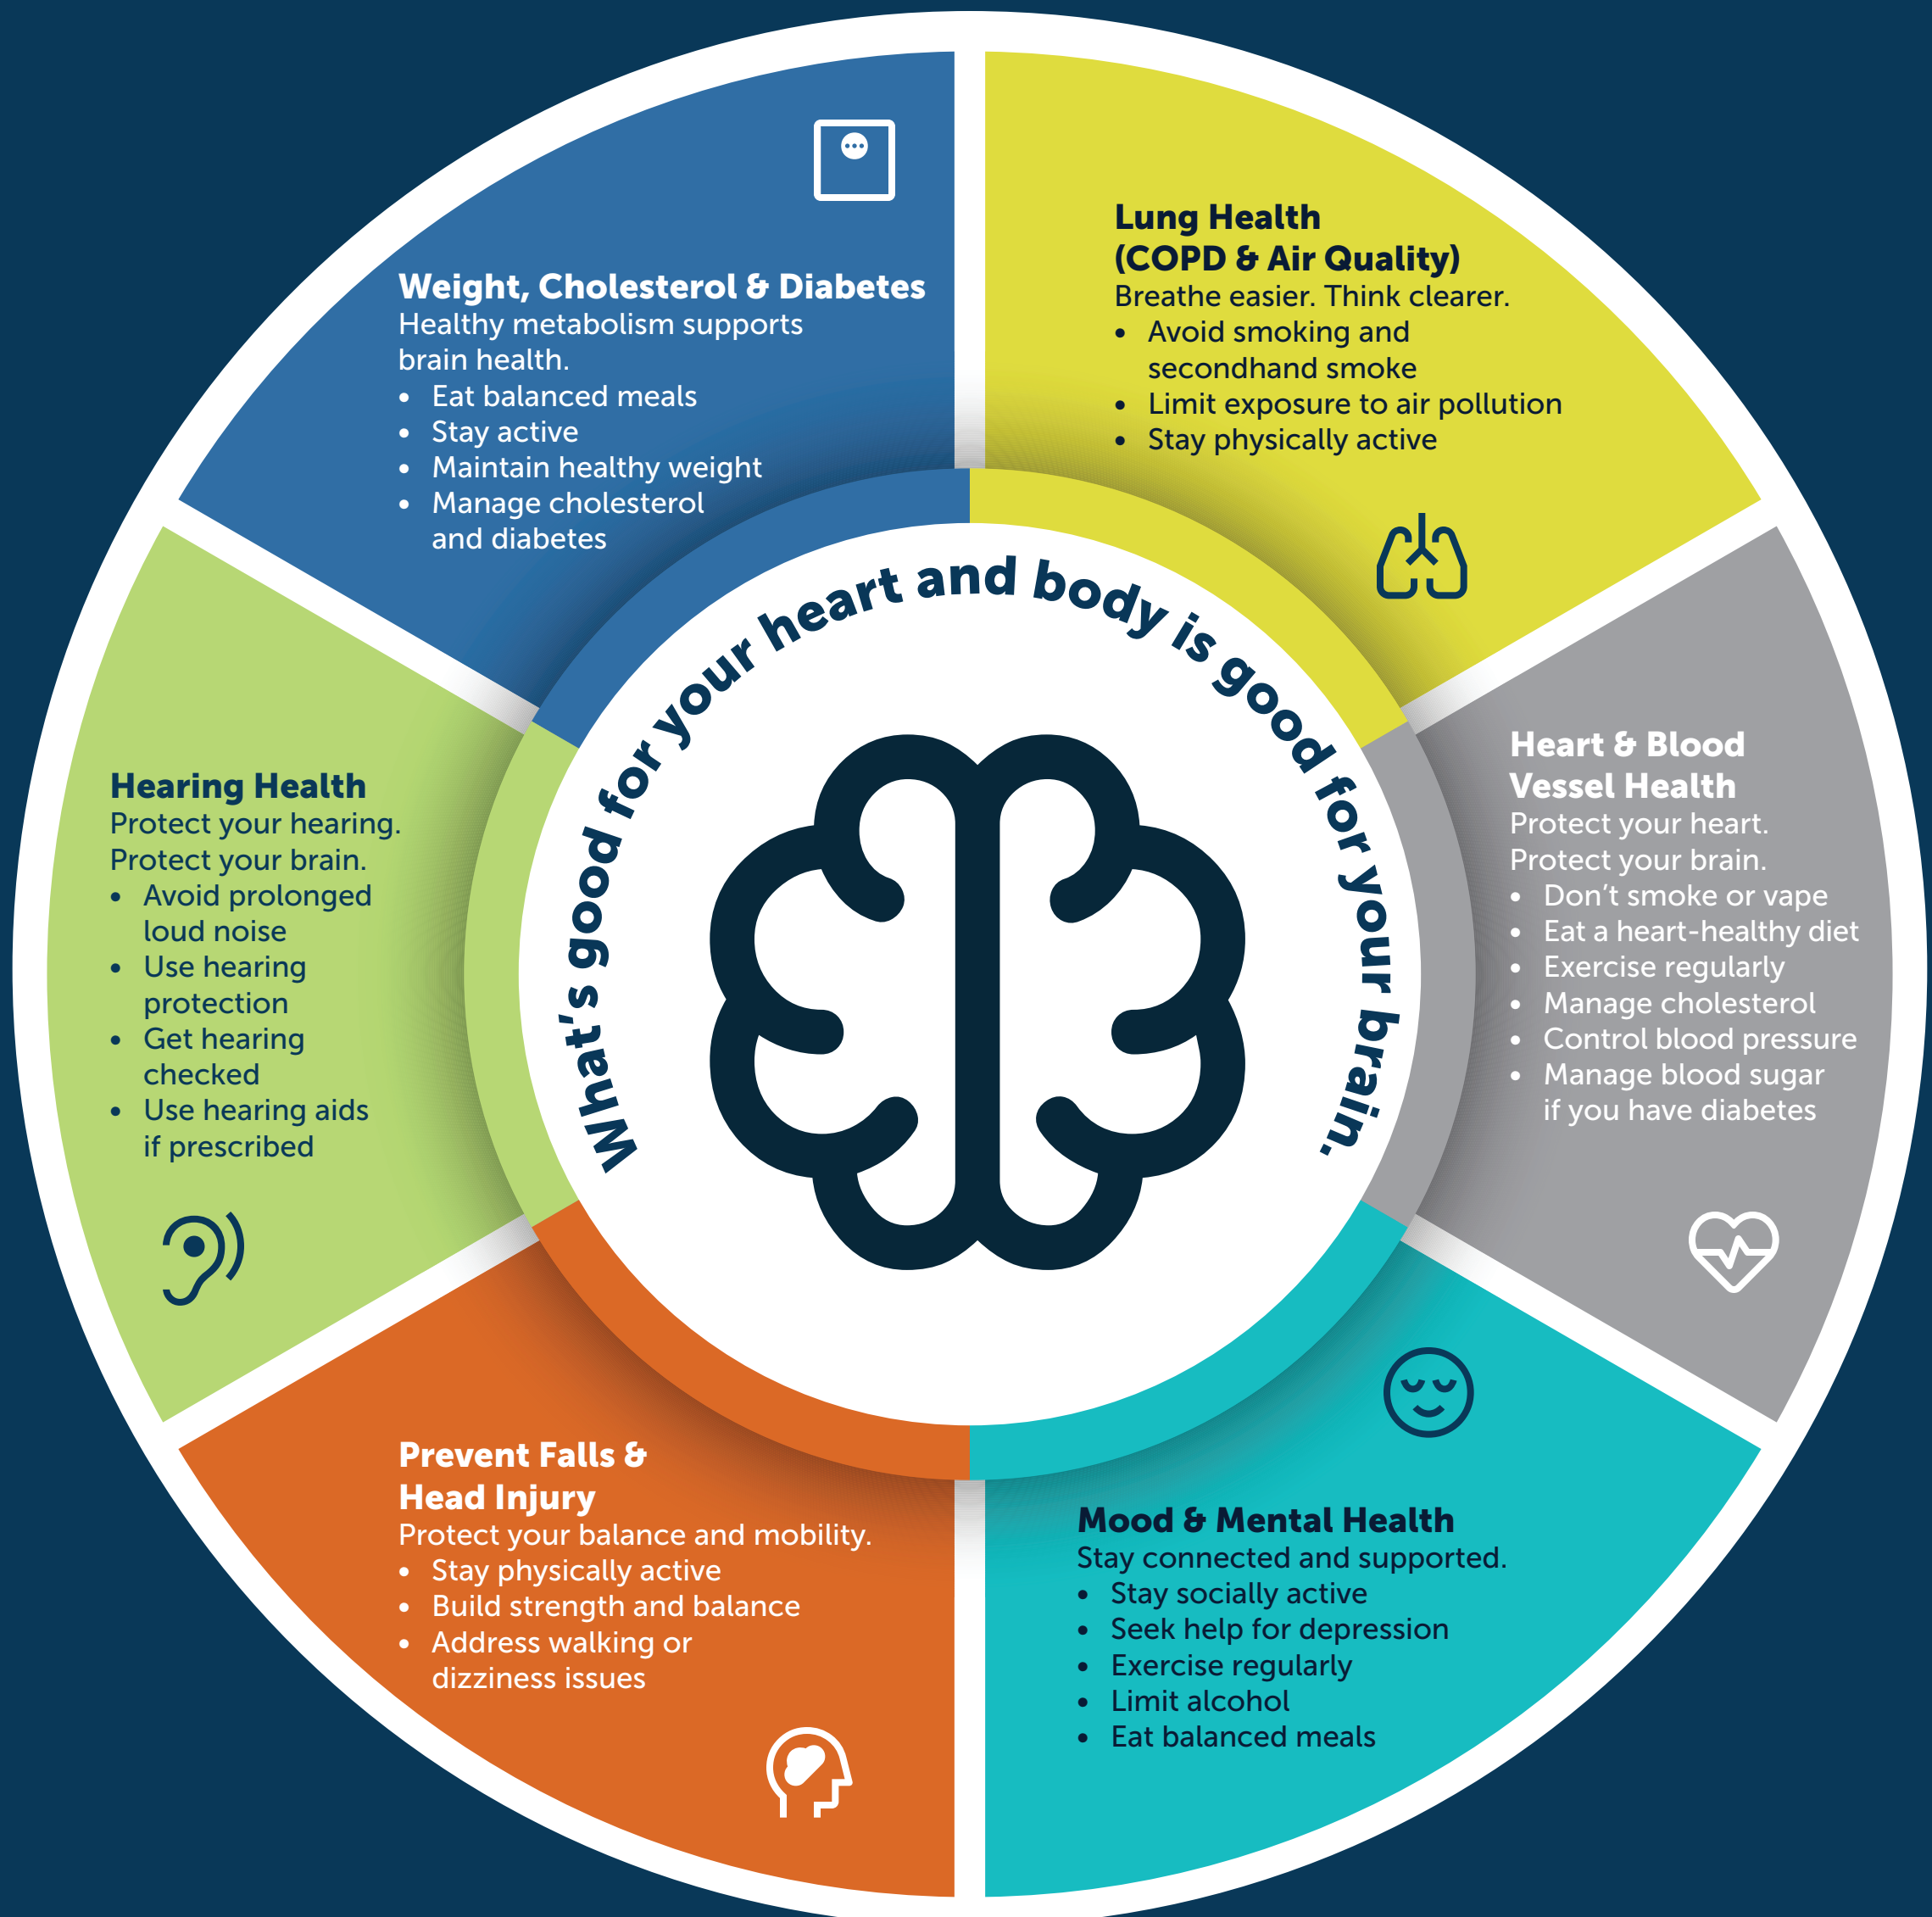 What's good for your heart and body is good for your brain.
Lung Health
(COPD & Air Quality)
Breathe easier. Think clearer.
• Avoid smoking and
secondhand smoke
• Limit exposure to air pollution
• Stay physically active
Heart & Blood
Vessel Health
Protect your heart.
Protect your brain.
• Don't smoke or vape
• Eat a heart-healthy diet
• Exercise regularly
• Manage cholesterol
• Control blood pressure
• Manage blood sugar
if you have diabetes
Mood & Mental Health
Stay connected and supported.
• Stay socially active
• Seek help for depression
• Exercise regularly
• Limit alcohol
• Eat balanced meals
Prevent Falls &
Head Injury
Protect your balance and mobility.
• Stay physically active
• Build strength and balance
• Address walking or
dizziness issues
Hearing Health
Protect your hearing.
Protect your brain.
• Avoid prolonged
loud noise
• Use hearing
protection
• Get hearing
checked
• Use hearing aids
if prescribed
Weight, Cholesterol & Diabetes
Healthy metabolism supports
brain health.
• Eat balanced meals
• Stay active
• Maintain healthy weight
• Manage cholesterol
and diabetes